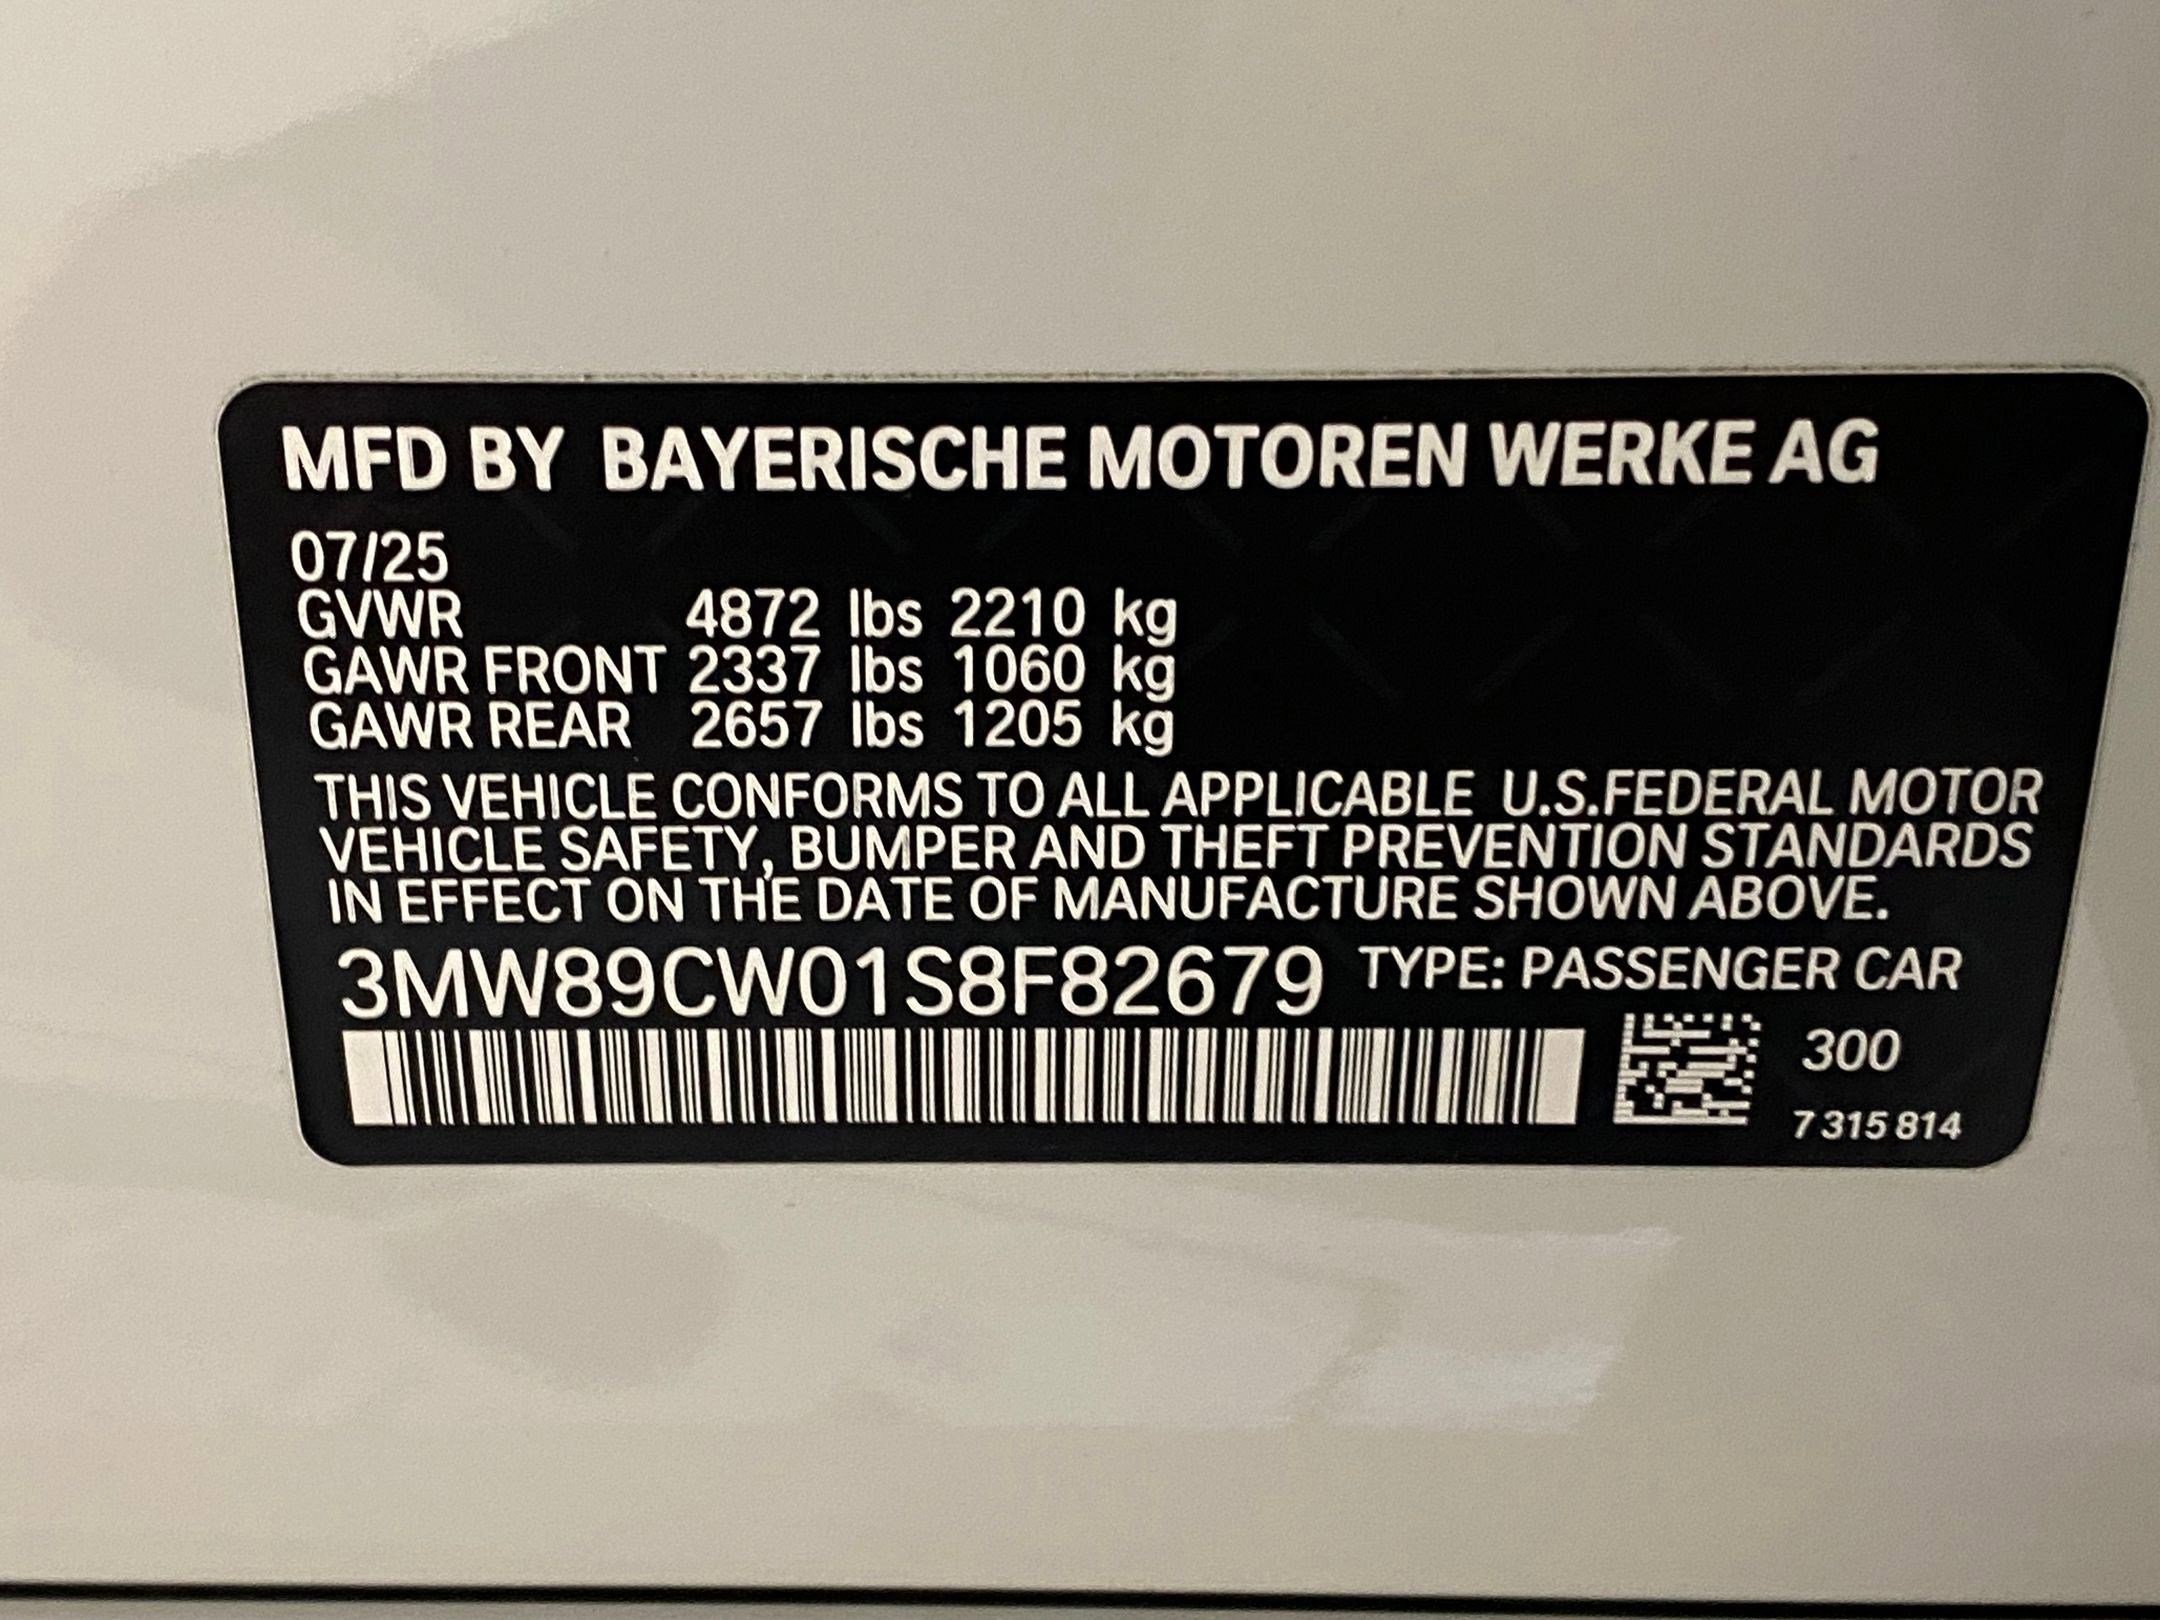 MFD BY BAYERISCHE MOTOREN WERKE AG
07/25
GVWR 4872 lbs 2210 kg
GAWR FRONT 2337 lbs 1060 kg
GAWR REAR 2657 lbs 1205 kg
THIS VEHICLE CONFORMS TO ALL APPLICABLE U.S.FEDERAL MOTOR
VEHICLE SAFETY, BUMPER AND THEFT PREVENTION STANDARDS
IN EFFECT ON THE DATE OF MANUFACTURE SHOWN ABOVE.
3MW89CW01S8F82679 TYPE: PASSENGER CAR
300
7 315 814